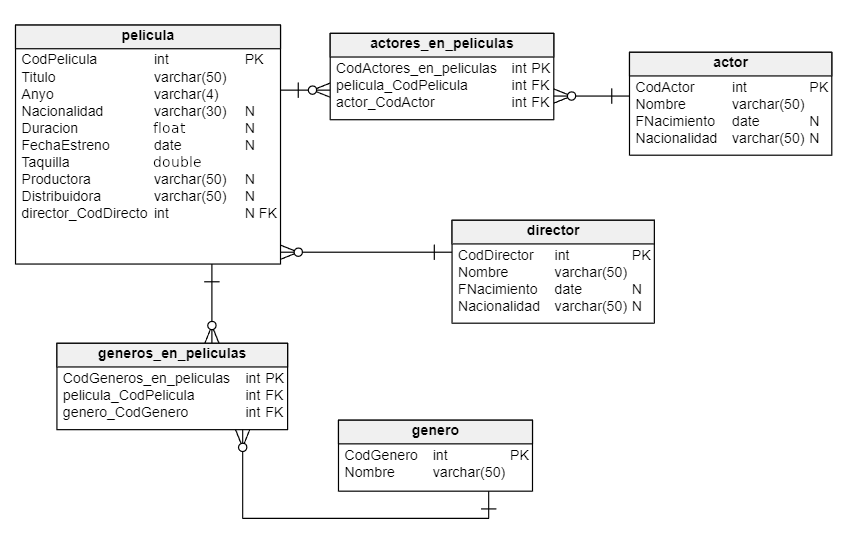 pelicula
CodPelicula int PK
Titulo varchar(50)
Anyo varchar(4)
Nacionalidad varchar(30) N
Duracion float N
FechaEstreno date N
Taquilla double
Productora varchar(50) N
Distribuidora varchar(50) N
director_CodDirecto int N FK
actores_en_peliculas
CodActores_en_peliculas int PK
pelicula_CodPelicula int FK
actor_CodActor int FK
actor
CodActor int PK
Nombre varchar(50)
FNacimiento date N
Nacionalidad varchar(50) N
director
CodDirector int PK
Nombre varchar(50)
FNacimiento date N
Nacionalidad varchar(50) N
generos_en_peliculas
CodGeneros_en_peliculas int PK
pelicula_CodPelicula int FK
genero_CodGenero int FK
genero
CodGenero int PK
Nombre varchar(50)